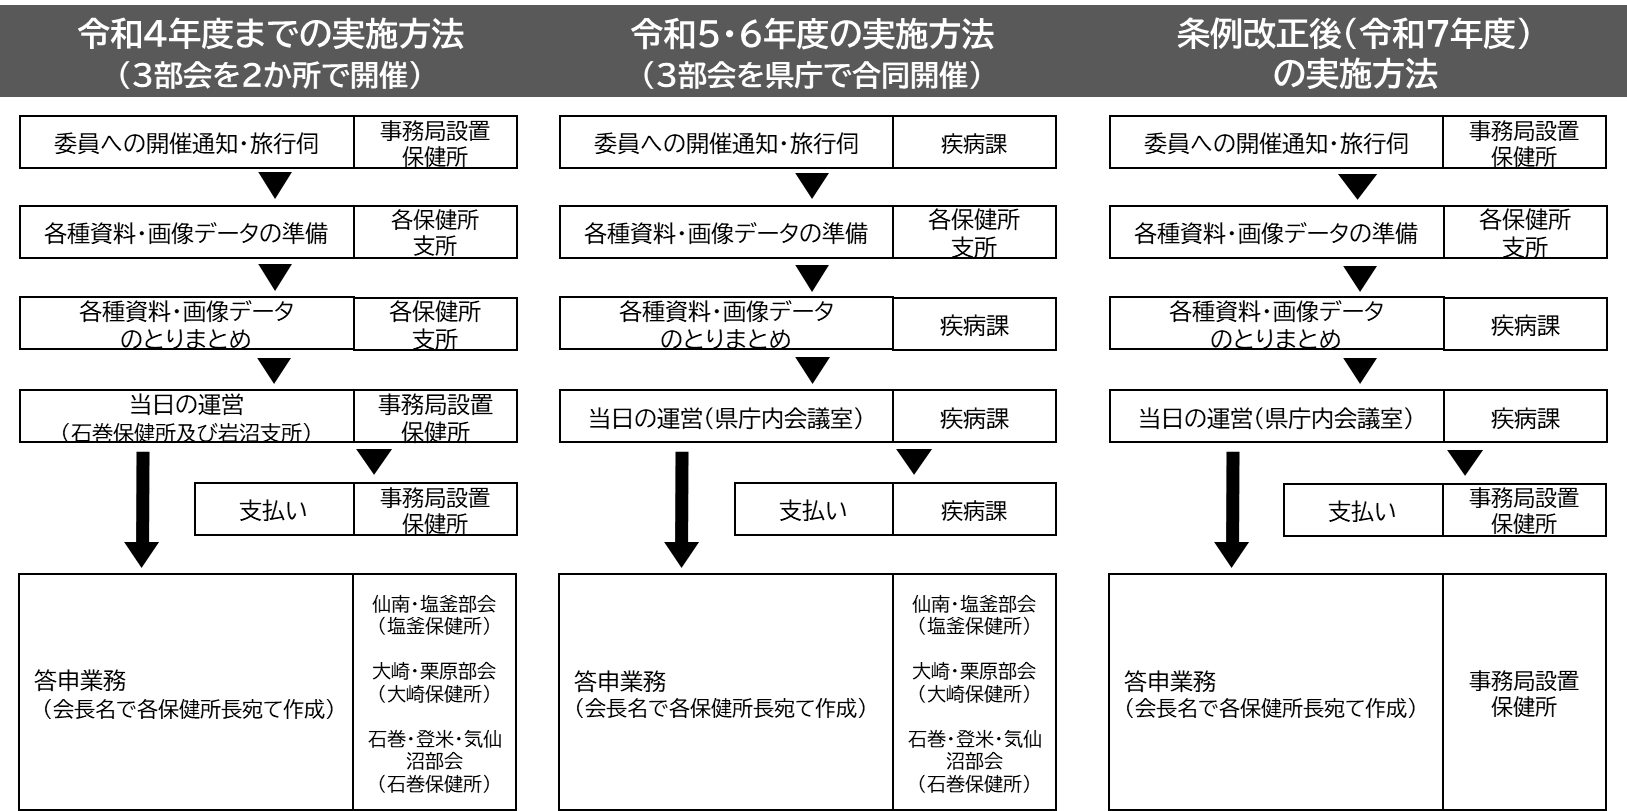 令和4年度までの実施方法
（3部会を2か所で開催）
委員への開催通知・旅行伺
事務局設置
保健所
各種資料・画像データの準備
各保健所
支所
各種資料・画像データ
のとりまとめ
各保健所
支所
当日の運営
（石巻保健所及び岩沼支所）
事務局設置
保健所
支払い
事務局設置
保健所
答申業務
（会長名で各保健所長宛て作成）
仙南・塩釜部会
（塩釜保健所）
大崎・栗原部会
（大崎保健所）
石巻・登米・気仙
沼部会
（石巻保健所）
令和5・6年度の実施方法
（3部会を県庁で合同開催）
委員への開催通知・旅行伺
疾病課
各種資料・画像データの準備
各保健所
支所
各種資料・画像データ
のとりまとめ
疾病課
当日の運営（県庁内会議室）
疾病課
支払い
疾病課
答申業務
（会長名で各保健所長宛て作成）
仙南・塩釜部会
（塩釜保健所）
大崎・栗原部会
（大崎保健所）
石巻・登米・気仙
沼部会
（石巻保健所）
条例改正後（令和7年度）
の実施方法
委員への開催通知・旅行伺
事務局設置
保健所
各種資料・画像データの準備
各保健所
支所
各種資料・画像データ
のとりまとめ
疾病課
当日の運営（県庁内会議室）
疾病課
支払い
事務局設置
保健所
答申業務
（会長名で各保健所長宛て作成）
事務局設置
保健所